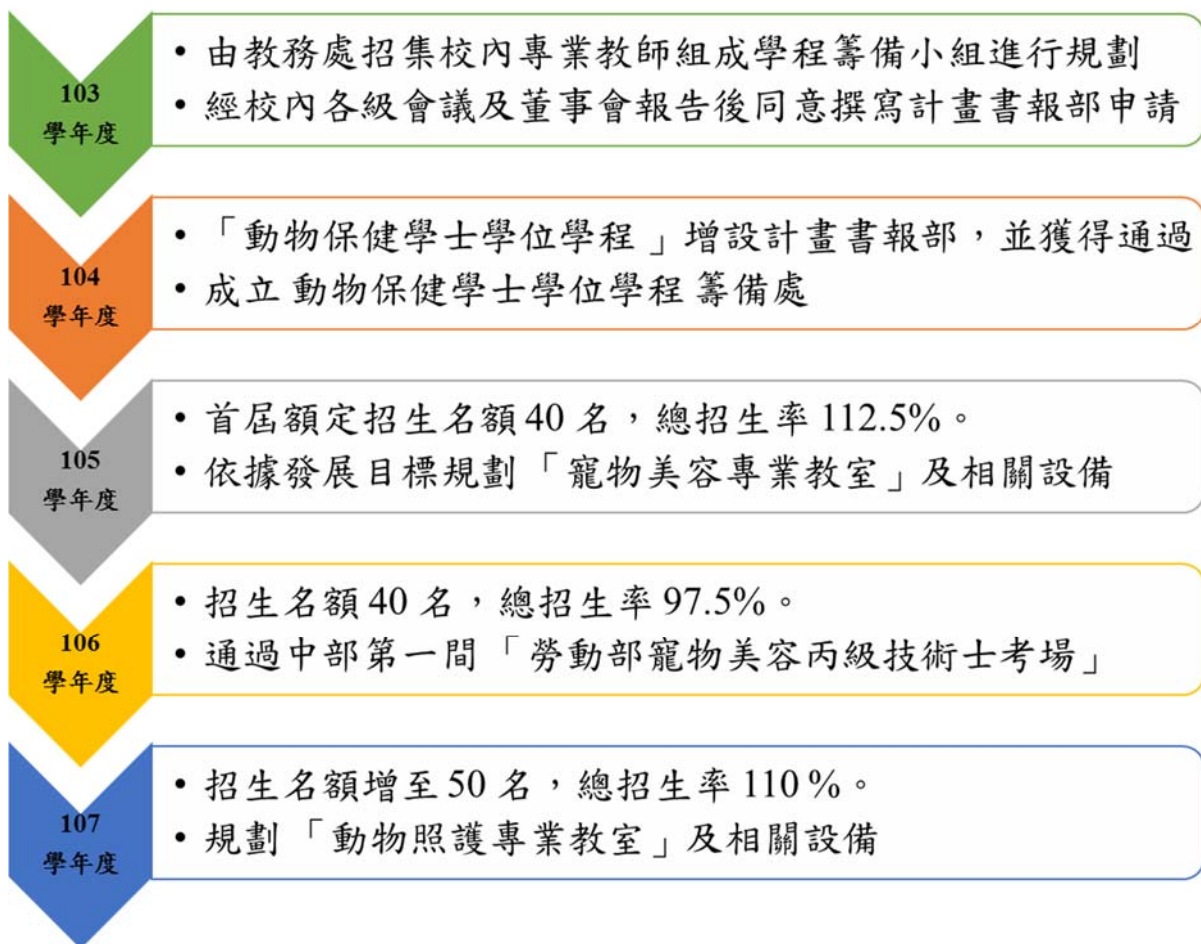 103
學年度
• 由教務處招集校內專業教師組成學程籌備小組進行規劃
• 經校內各級會議及董事會報告後同意撰寫計畫書報部申請
104
學年度
• 「動物保健學士學位學程」增設計畫書報部，並獲得通過
• 成立 動物保健學士學位學程 籌備處
105
學年度
• 首屆額定招生名額 40 名，總招生率 112.5%。
• 依據發展目標規劃「寵物美容專業教室」及相關設備
106
學年度
• 招生名額 40 名，總招生率 97.5%。
• 通過中部第一間「勞動部寵物美容丙級技術士考場」
107
學年度
• 招生名額增至 50 名，總招生率 110 %。
• 規劃「動物照護專業教室」及相關設備